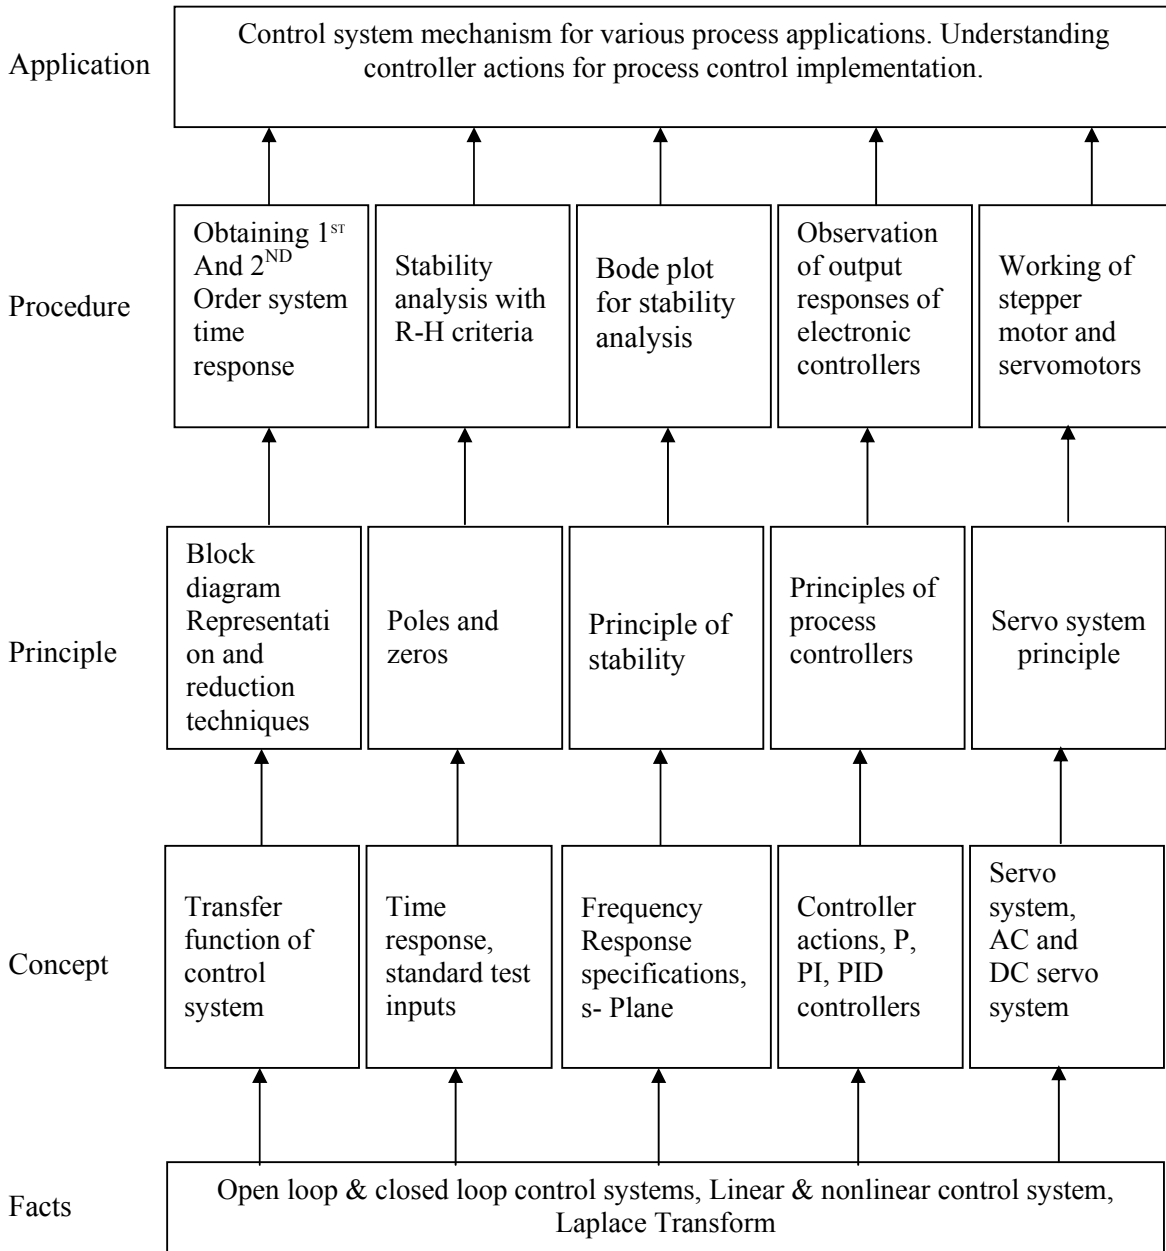 Application
Control system mechanism for various process applications. Understanding
controller actions for process control implementation.
Procedure
Obtaining 1ST
And 2ND
Order system
time
response
Stability
analysis with
R-H criteria
Bode plot
for stability
analysis
Observation
of output
responses of
electronic
controllers
Working of
stepper
motor and
servomotors
Principle
Block
diagram
Representati
on and
reduction
techniques
Poles and
zeros
Principle of
stability
Principles of
process
controllers
Servo system
principle
Concept
Transfer
function of
control
system
Time
response,
standard test
inputs
Frequency
Response
specifications,
s- Plane
Controller
actions, P,
PI, PID
controllers
Servo
system,
AC and
DC servo
system
Facts
Open loop & closed loop control systems, Linear & nonlinear control system,
Laplace Transform